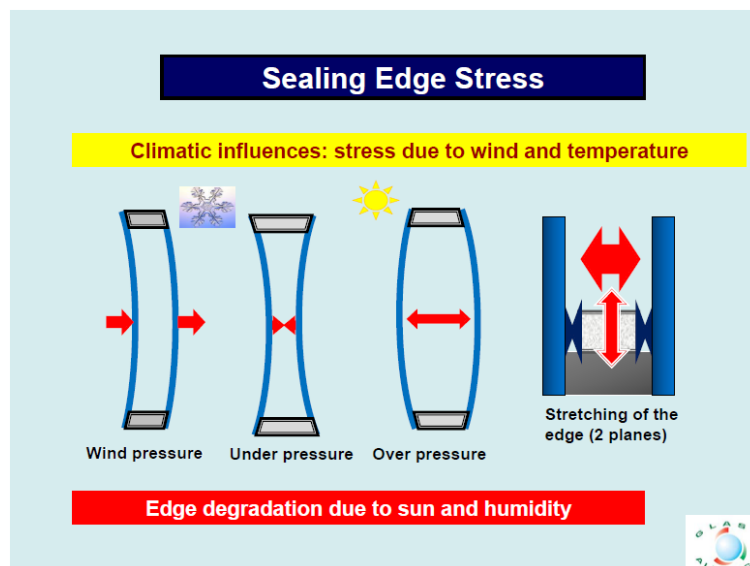 Sealing Edge Stress
Climatic influences: stress due to wind and temperature
Wind pressure
Under pressure
Over pressure
Stretching of the
edge (2 planes)
Edge degradation due to sun and humidity
GLAS